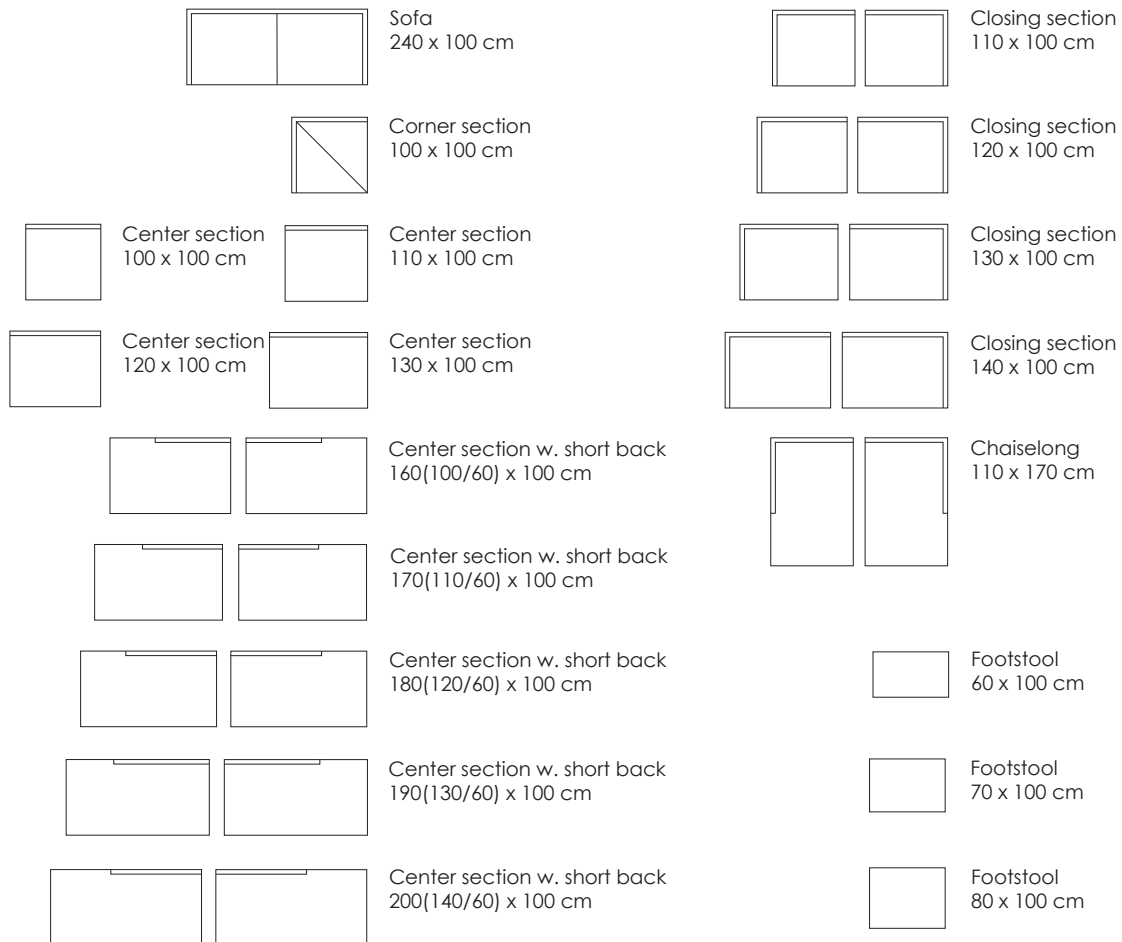 Sofa
240 x 100 cm
Corner section
100 x 100 cm
Center section
100 x 100 cm
Center section
110 x 100 cm
Center section
120 x 100 cm
Center section
130 x 100 cm
Center section w. short back
160(100/60) x 100 cm
Center section w. short back
170(110/60) x 100 cm
Center section w. short back
180(120/60) x 100 cm
Center section w. short back
190(130/60) x 100 cm
Center section w. short back
200(140/60) x 100 cm
Closing section
110 x 100 cm
Closing section
120 x 100 cm
Closing section
130 x 100 cm
Closing section
140 x 100 cm
Chaiselong
110 x 170 cm
Footstool
60 x 100 cm
Footstool
70 x 100 cm
Footstool
80 x 100 cm